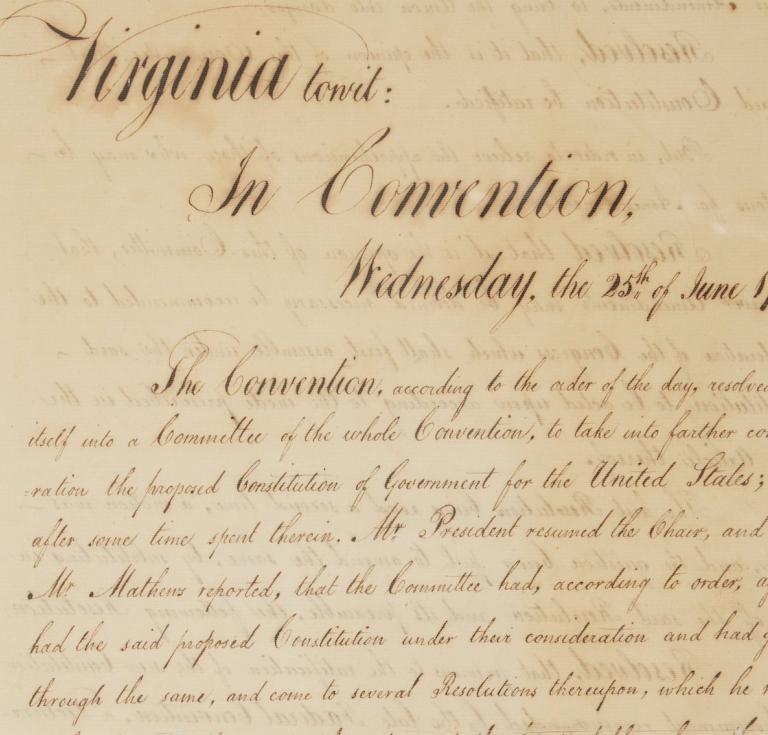 Virginia towit:
In Convention,
Wednesday, the 25th of June 1
The Convention, according to the order of the day, resolve
itself into a Committee of the whole Convention, to take into farther co
=ration the proposed Constitution of Government for the United States;
after some time spent therein. Mr President resumed the Chair, and
Mr Mathews reported, that the Committee had, according to order, a
had the said proposed Constitution under their consideration and had g
through the same, and come to several Resolutions thereupon, which he